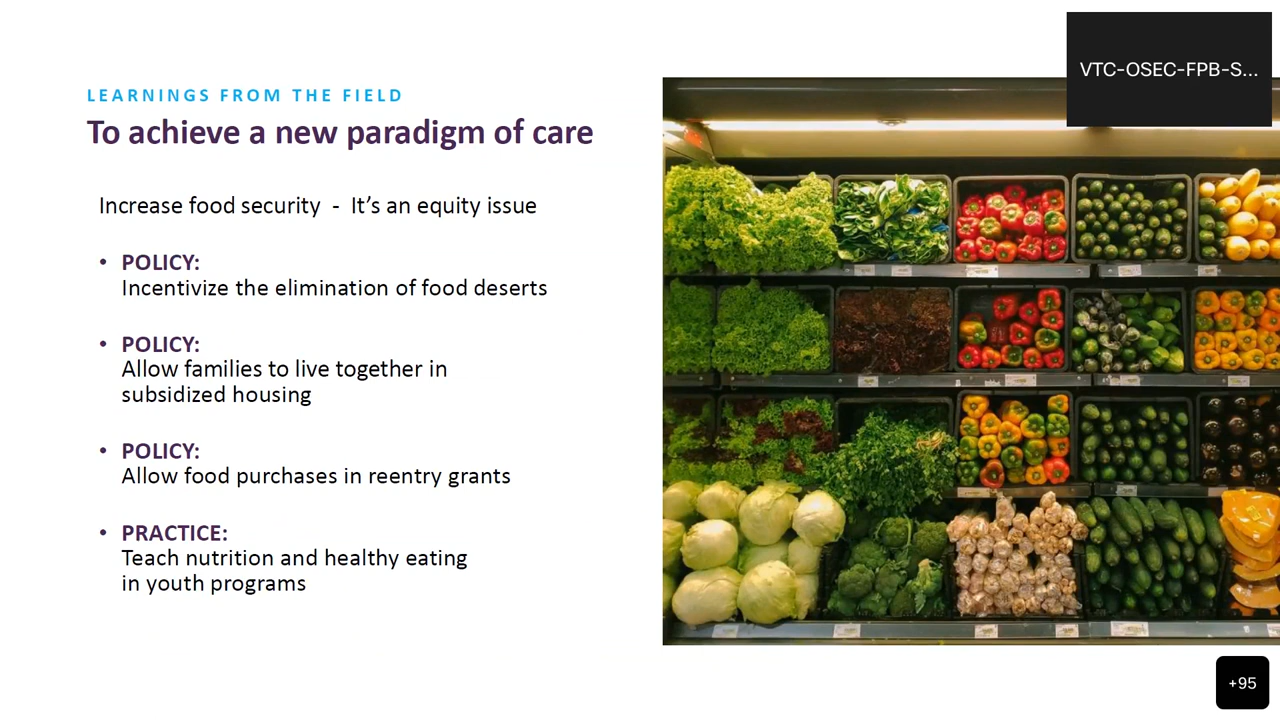 VTC-OSEC-FPB-S...
LEARNINGS FROM THE FIELD
To achieve a new paradigm of care
Increase food security - It’s an equity issue
• POLICY:
Incentivize the elimination of food deserts
• POLICY:
Allow families to live together in
subsidized housing
• POLICY:
Allow food purchases in reentry grants
• PRACTICE:
Teach nutrition and healthy eating
in youth programs
+95